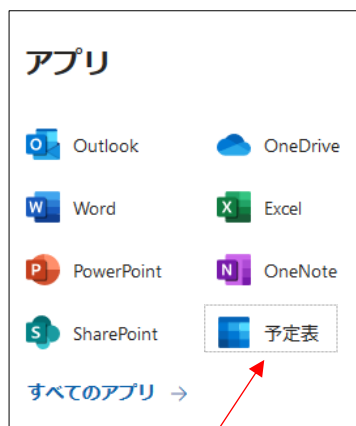 アプリ
Outlook
OneDrive
Word
Excel
PowerPoint
OneNote
SharePoint
予定表
すべてのアプリ →